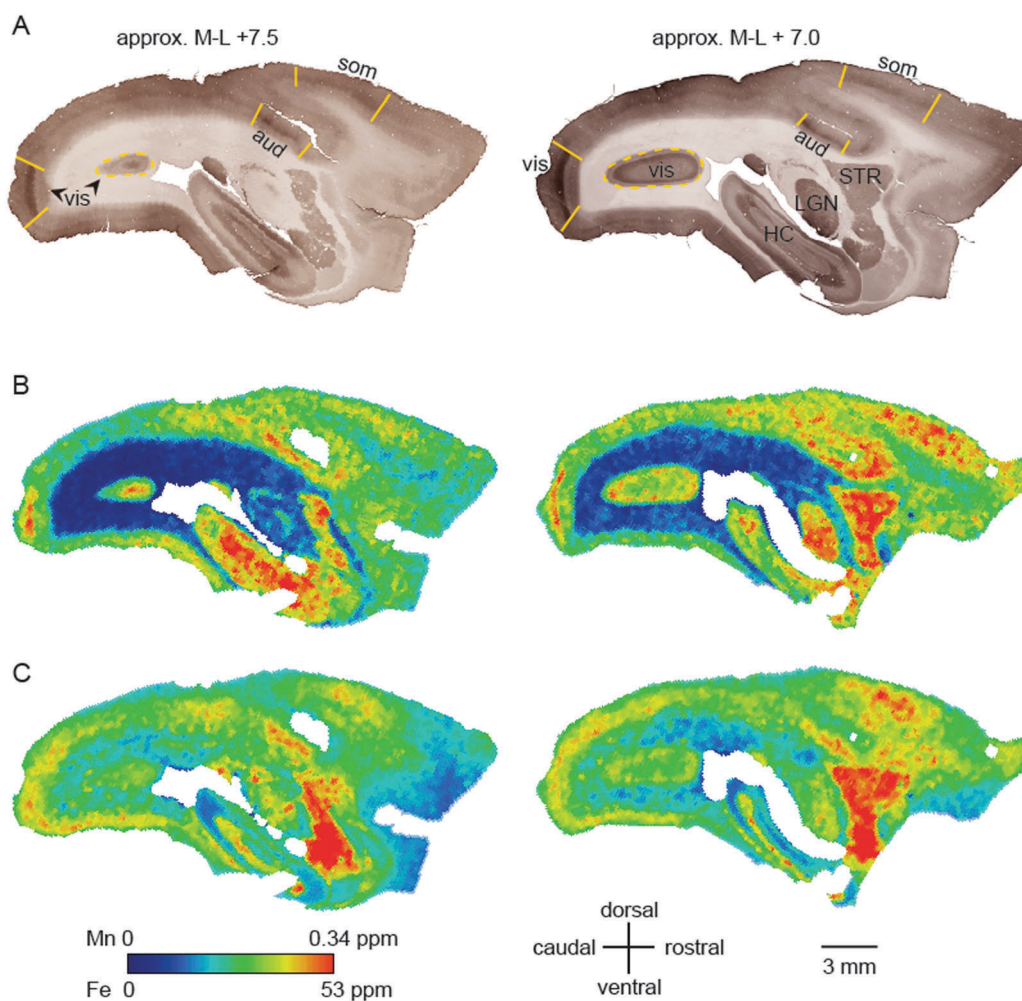 A
approx. M-L +7.5
approx. M-L + 7.0
som
som
aud
aud
vis
vis
vis
STR
LGN
HC
B
C
Mn 0
0.34 ppm
Fe 0
53 ppm
dorsal
caudal
rostral
ventral
3 mm